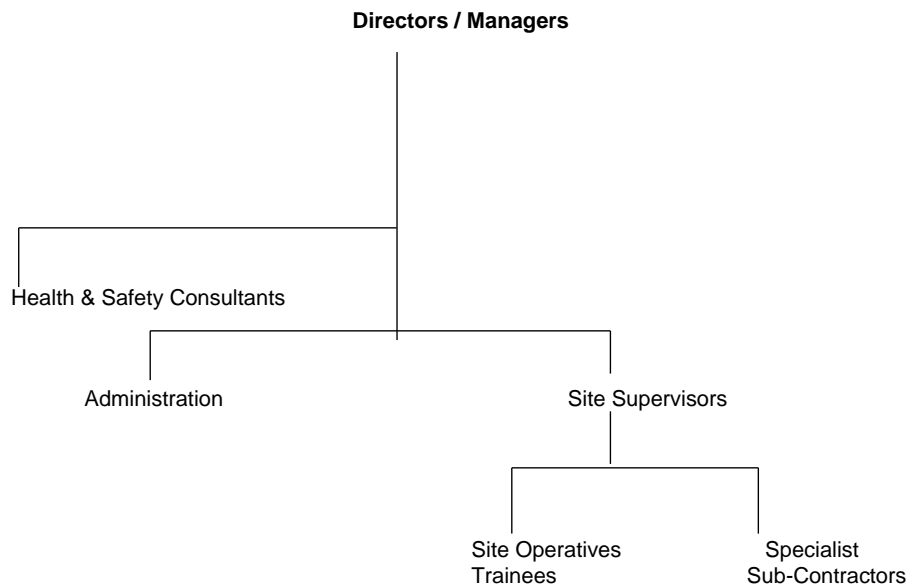 Directors / Managers
Health & Safety Consultants
Administration
Site Supervisors
Site Operatives
Trainees
Specialist
Sub-Contractors